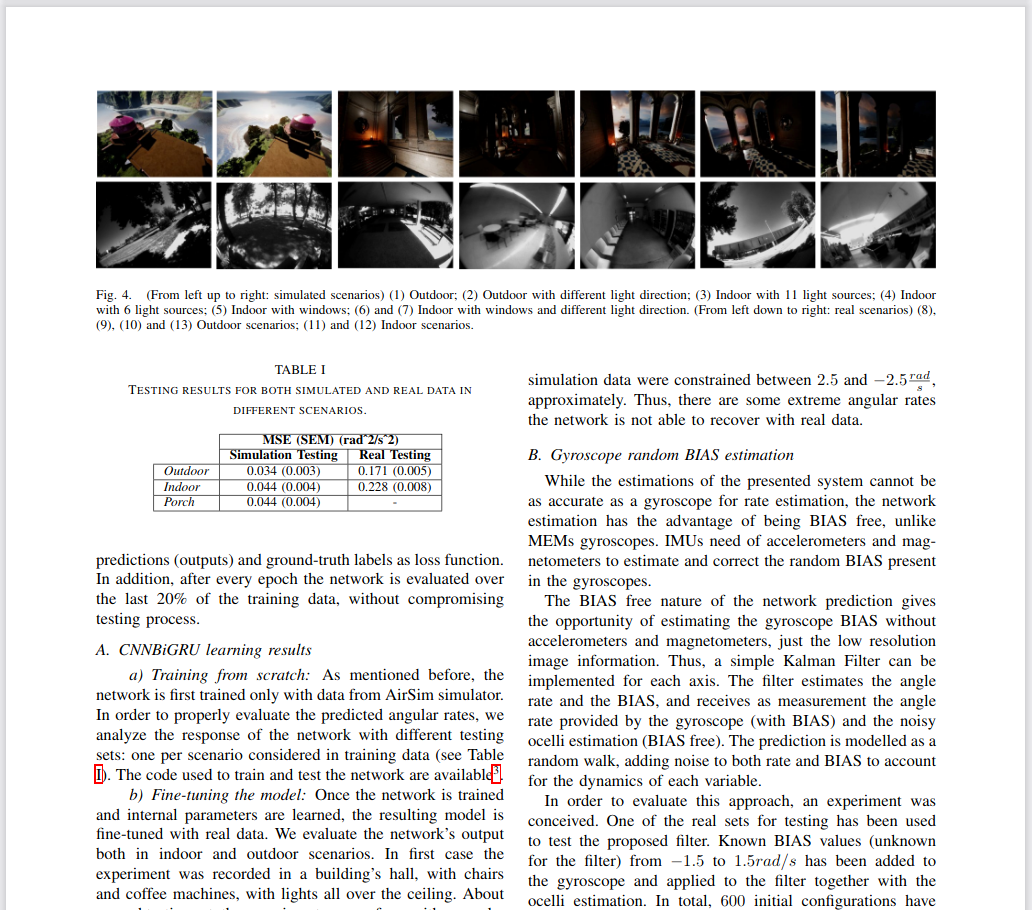 Fig. 4. (From left up to right: simulated scenarios) (1) Outdoor; (2) Outdoor with different light direction; (3) Indoor with 11 light sources; (4) Indoor
with 6 light sources; (5) Indoor with windows; (6) and (7) Indoor with windows and different light direction. (From left down to right: real scenarios) (8),
(9), (10) and (13) Outdoor scenarios; (11) and (12) Indoor scenarios.
TABLE I
TESTING RESULTS FOR BOTH SIMULATED AND REAL DATA IN
DIFFERENT SCENARIOS.
MSE (SEM) (rad^2/s^2)
Simulation Testing Real Testing
Outdoor 0.034 (0.003) 0.171 (0.005)
Indoor 0.044 (0.004) 0.228 (0.008)
Porch 0.044 (0.004) -
predictions (outputs) and ground-truth labels as loss function.
In addition, after every epoch the network is evaluated over
the last 20% of the training data, without compromising
testing process.
A. CNNBiGRU learning results
a) Training from scratch: As mentioned before, the
network is first trained only with data from AirSim simulator.
In order to properly evaluate the predicted angular rates, we
analyze the response of the network with different testing
sets: one per scenario considered in training data (see Table
I). The code used to train and test the network are available3.
b) Fine-tuning the model: Once the network is trained
and internal parameters are learned, the resulting model is
fine-tuned with real data. We evaluate the network's output
both in indoor and outdoor scenarios. In first case the
experiment was recorded in a building's hall, with chairs
and coffee machines, with lights all over the ceiling. About
simulation data were constrained between 2.5 and −2.5 rad/s,
approximately. Thus, there are some extreme angular rates
the network is not able to recover with real data.
B. Gyroscope random BIAS estimation
While the estimations of the presented system cannot be
as accurate as a gyroscope for rate estimation, the network
estimation has the advantage of being BIAS free, unlike
MEMs gyroscopes. IMUs need of accelerometers and mag-
netometers to estimate and correct the random BIAS present
in the gyroscopes.
The BIAS free nature of the network prediction gives
the opportunity of estimating the gyroscope BIAS without
accelerometers and magnetometers, just the low resolution
image information. Thus, a simple Kalman Filter can be
implemented for each axis. The filter estimates the angle
rate and the BIAS, and receives as measurement the angle
rate provided by the gyroscope (with BIAS) and the noisy
ocelli estimation (BIAS free). The prediction is modelled as a
random walk, adding noise to both rate and BIAS to account
for the dynamics of each variable.
In order to evaluate this approach, an experiment was
conceived. One of the real sets for testing has been used
to test the proposed filter. Known BIAS values (unknown
for the filter) from −1.5 to 1.5rad/s has been added to
the gyroscope and applied to the filter together with the
ocelli estimation. In total, 600 initial configurations have